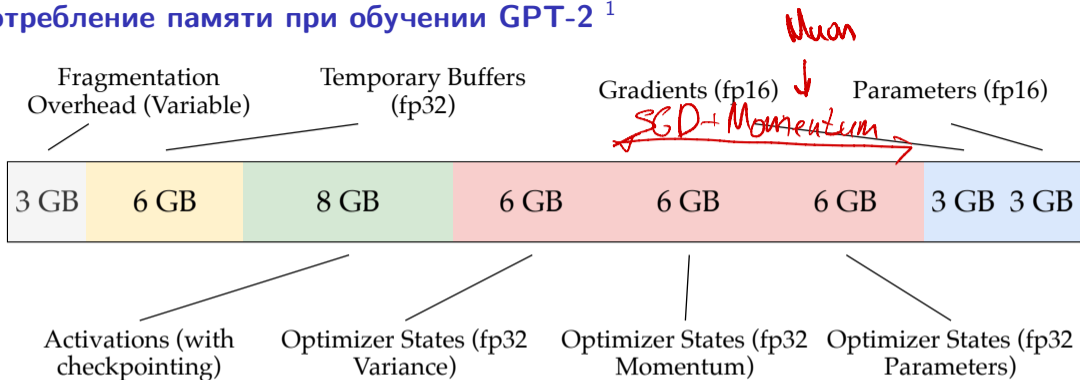 отребление памяти при обучении GPT-2 ¹
Muon
Fragmentation
Overhead (Variable)
Temporary Buffers
(fp32)
Gradients (fp16)
Parameters (fp16)
SGD + Momentum
3 GB
6 GB
8 GB
6 GB
6 GB
6 GB
3 GB
3 GB
Activations (with
checkpointing)
Optimizer States (fp32
Variance)
Optimizer States (fp32
Momentum)
Optimizer States (fp32
Parameters)